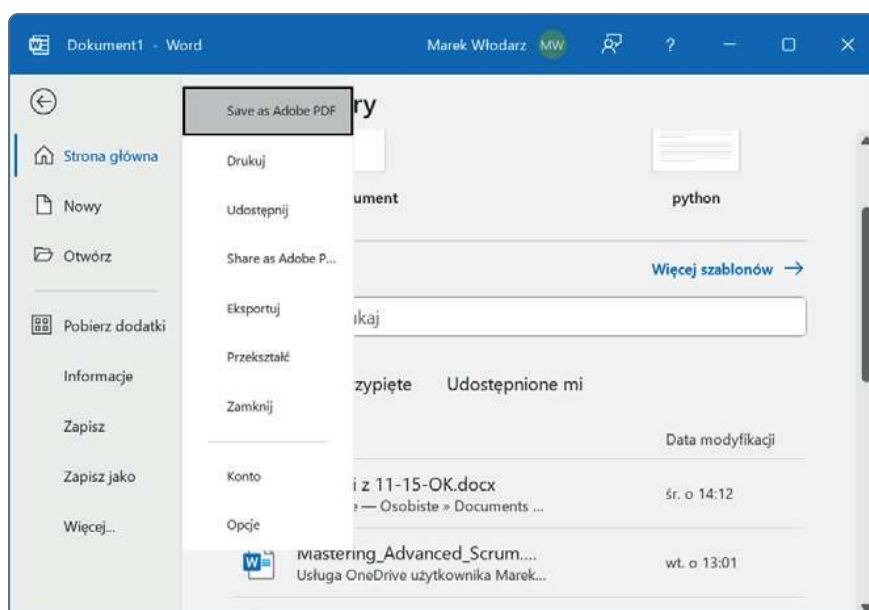 Dokument1 - Word
Marek Włodarz MW
?
Strona główna
Nowy
Otwórz
Pobierz dodatki
Informacje
Zapisz
Zapisz jako
Więcej...
Save as Adobe PDF
Drukuj
Udostępnij
Share as Adobe P...
Eksportuj
Przekształć
Zamknij
Konto
Opcje
ry
ument
python
Więcej szablonów
ukaj
zypięte Udostępnione mi
Data modyfikacji
i z 11-15-OK.docx
— Osobiste » Documents ...
śr. o 14:12
Mastering_Advanced_Scrum....
Usługa OneDrive użytkownika Marek...
wt. o 13:01